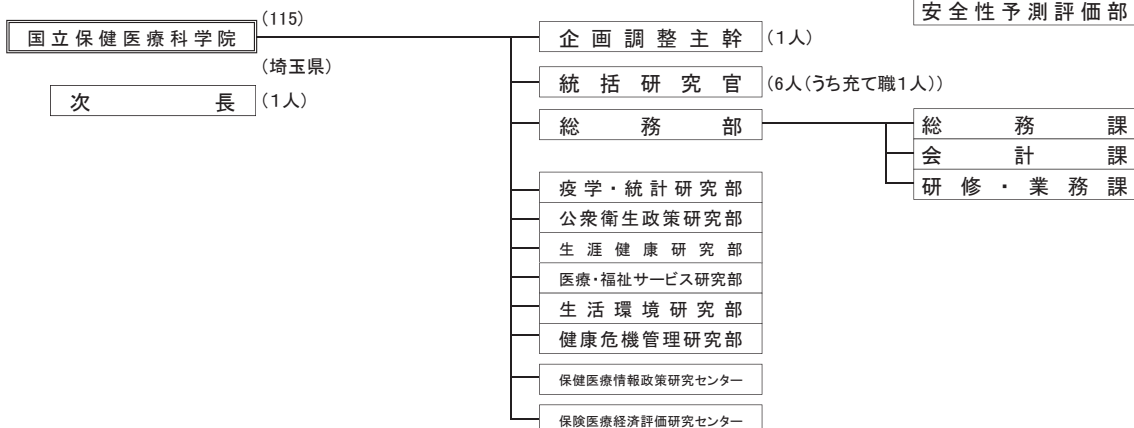 安全性予測評価部
(115)
国立保健医療科学院
(埼玉県)
次長
(1人)
企画調整主幹
(1人)
統括研究官
(6人(うち充て職1人))
総務部
総務課
会計課
研修・業務課
疫学・統計研究部
公衆衛生政策研究部
生涯健康研究部
医療・福祉サービス研究部
生活環境研究部
健康危機管理研究部
保健医療情報政策研究センター
保険医療経済評価研究センター